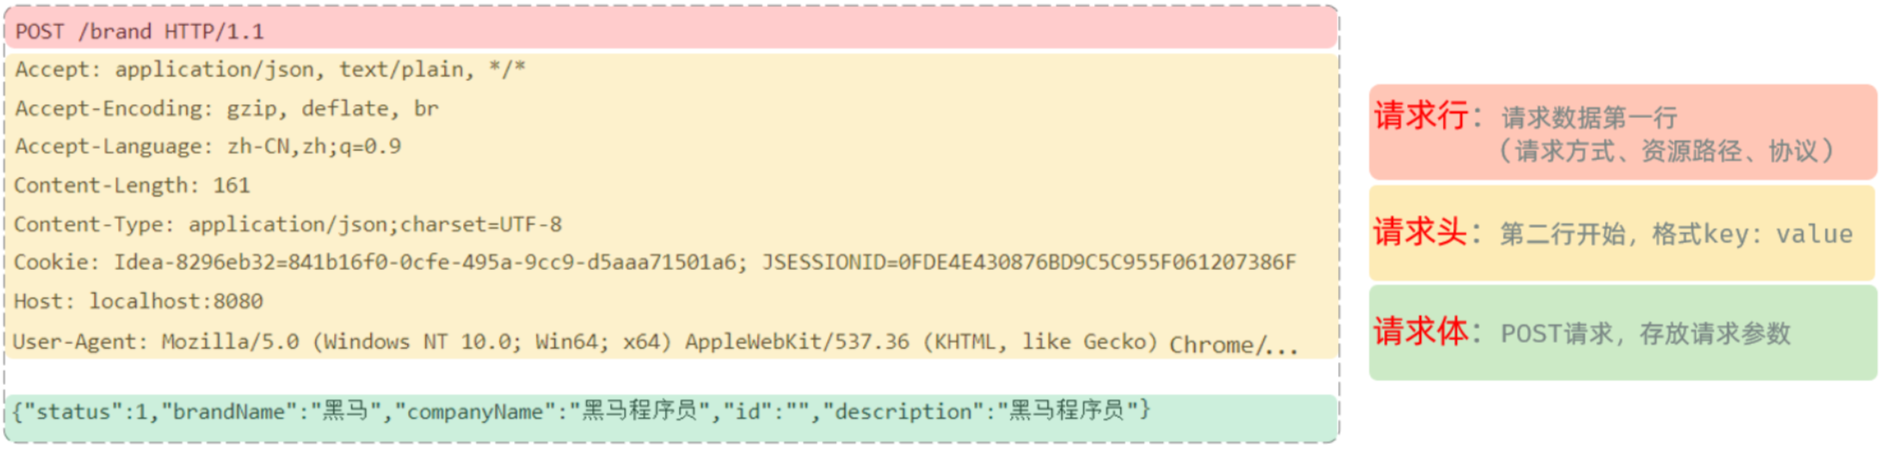 POST /brand HTTP/1.1
Accept: application/json, text/plain, */*
Accept-Encoding: gzip, deflate, br
Accept-Language: zh-CN,zh;q=0.9
Content-Length: 161
Content-Type: application/json;charset=UTF-8
Cookie: Idea-8296eb32=841b16f0-0cfe-495a-9cc9-d5aaa71501a6; JSESSIONID=0FDE4E430876BD9C5C955F061207386F
Host: localhost:8080
User-Agent: Mozilla/5.0 (Windows NT 10.0; Win64; x64) AppleWebKit/537.36 (KHTML, like Gecko) Chrome/...
{"status":1,"brandName":"黑马","companyName":"黑马程序员","id":"","description":"黑马程序员"}
请求行：请求数据第一行
（请求方式、资源路径、协议）
请求头：第二行开始，格式key：value
请求体：POST请求，存放请求参数